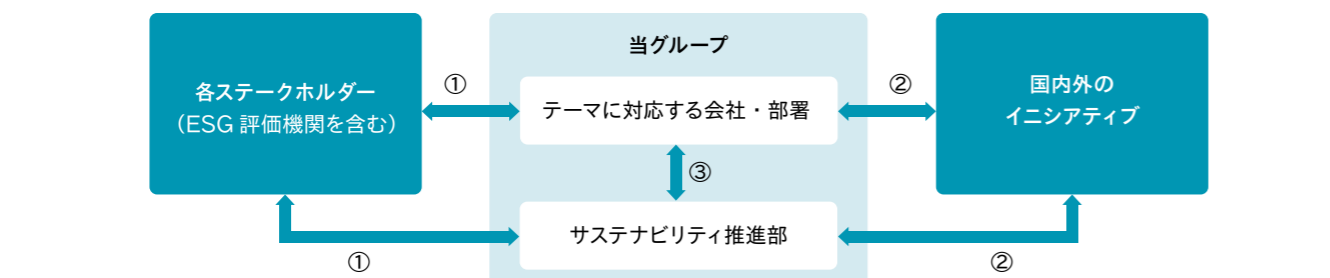 当グループ
各ステークホルダー
（ESG 評価機関を含む）
①
テーマに対応する会社・部署
②
国内外の
イニシアティブ
③
サステナビリティ推進部
①
②